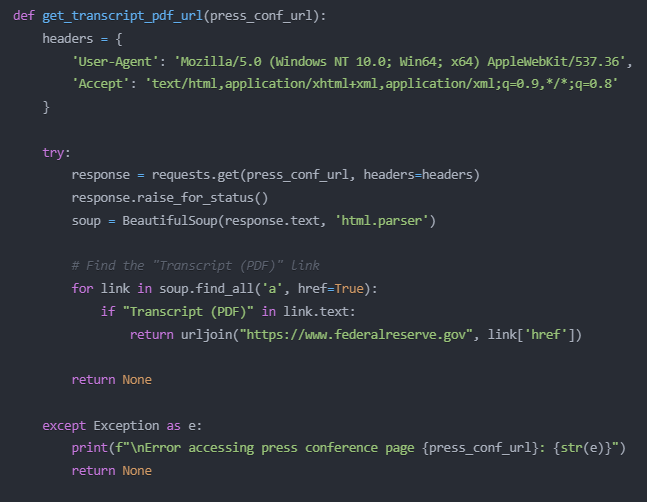 def get_transcript_pdf_url(press_conf_url):
    headers = {
        'User-Agent': 'Mozilla/5.0 (Windows NT 10.0; Win64; x64) AppleWebKit/537.36',
        'Accept': 'text/html,application/xhtml+xml,application/xml;q=0.9,*/*;q=0.8'
    }

    try:
        response = requests.get(press_conf_url, headers=headers)
        response.raise_for_status()
        soup = BeautifulSoup(response.text, 'html.parser')

        # Find the "Transcript (PDF)" link
        for link in soup.find_all('a', href=True):
            if "Transcript (PDF)" in link.text:
                return urljoin("https://www.federalreserve.gov", link['href'])

        return None

    except Exception as e:
        print(f"\nError accessing press conference page {press_conf_url}: {str(e)}")
        return None